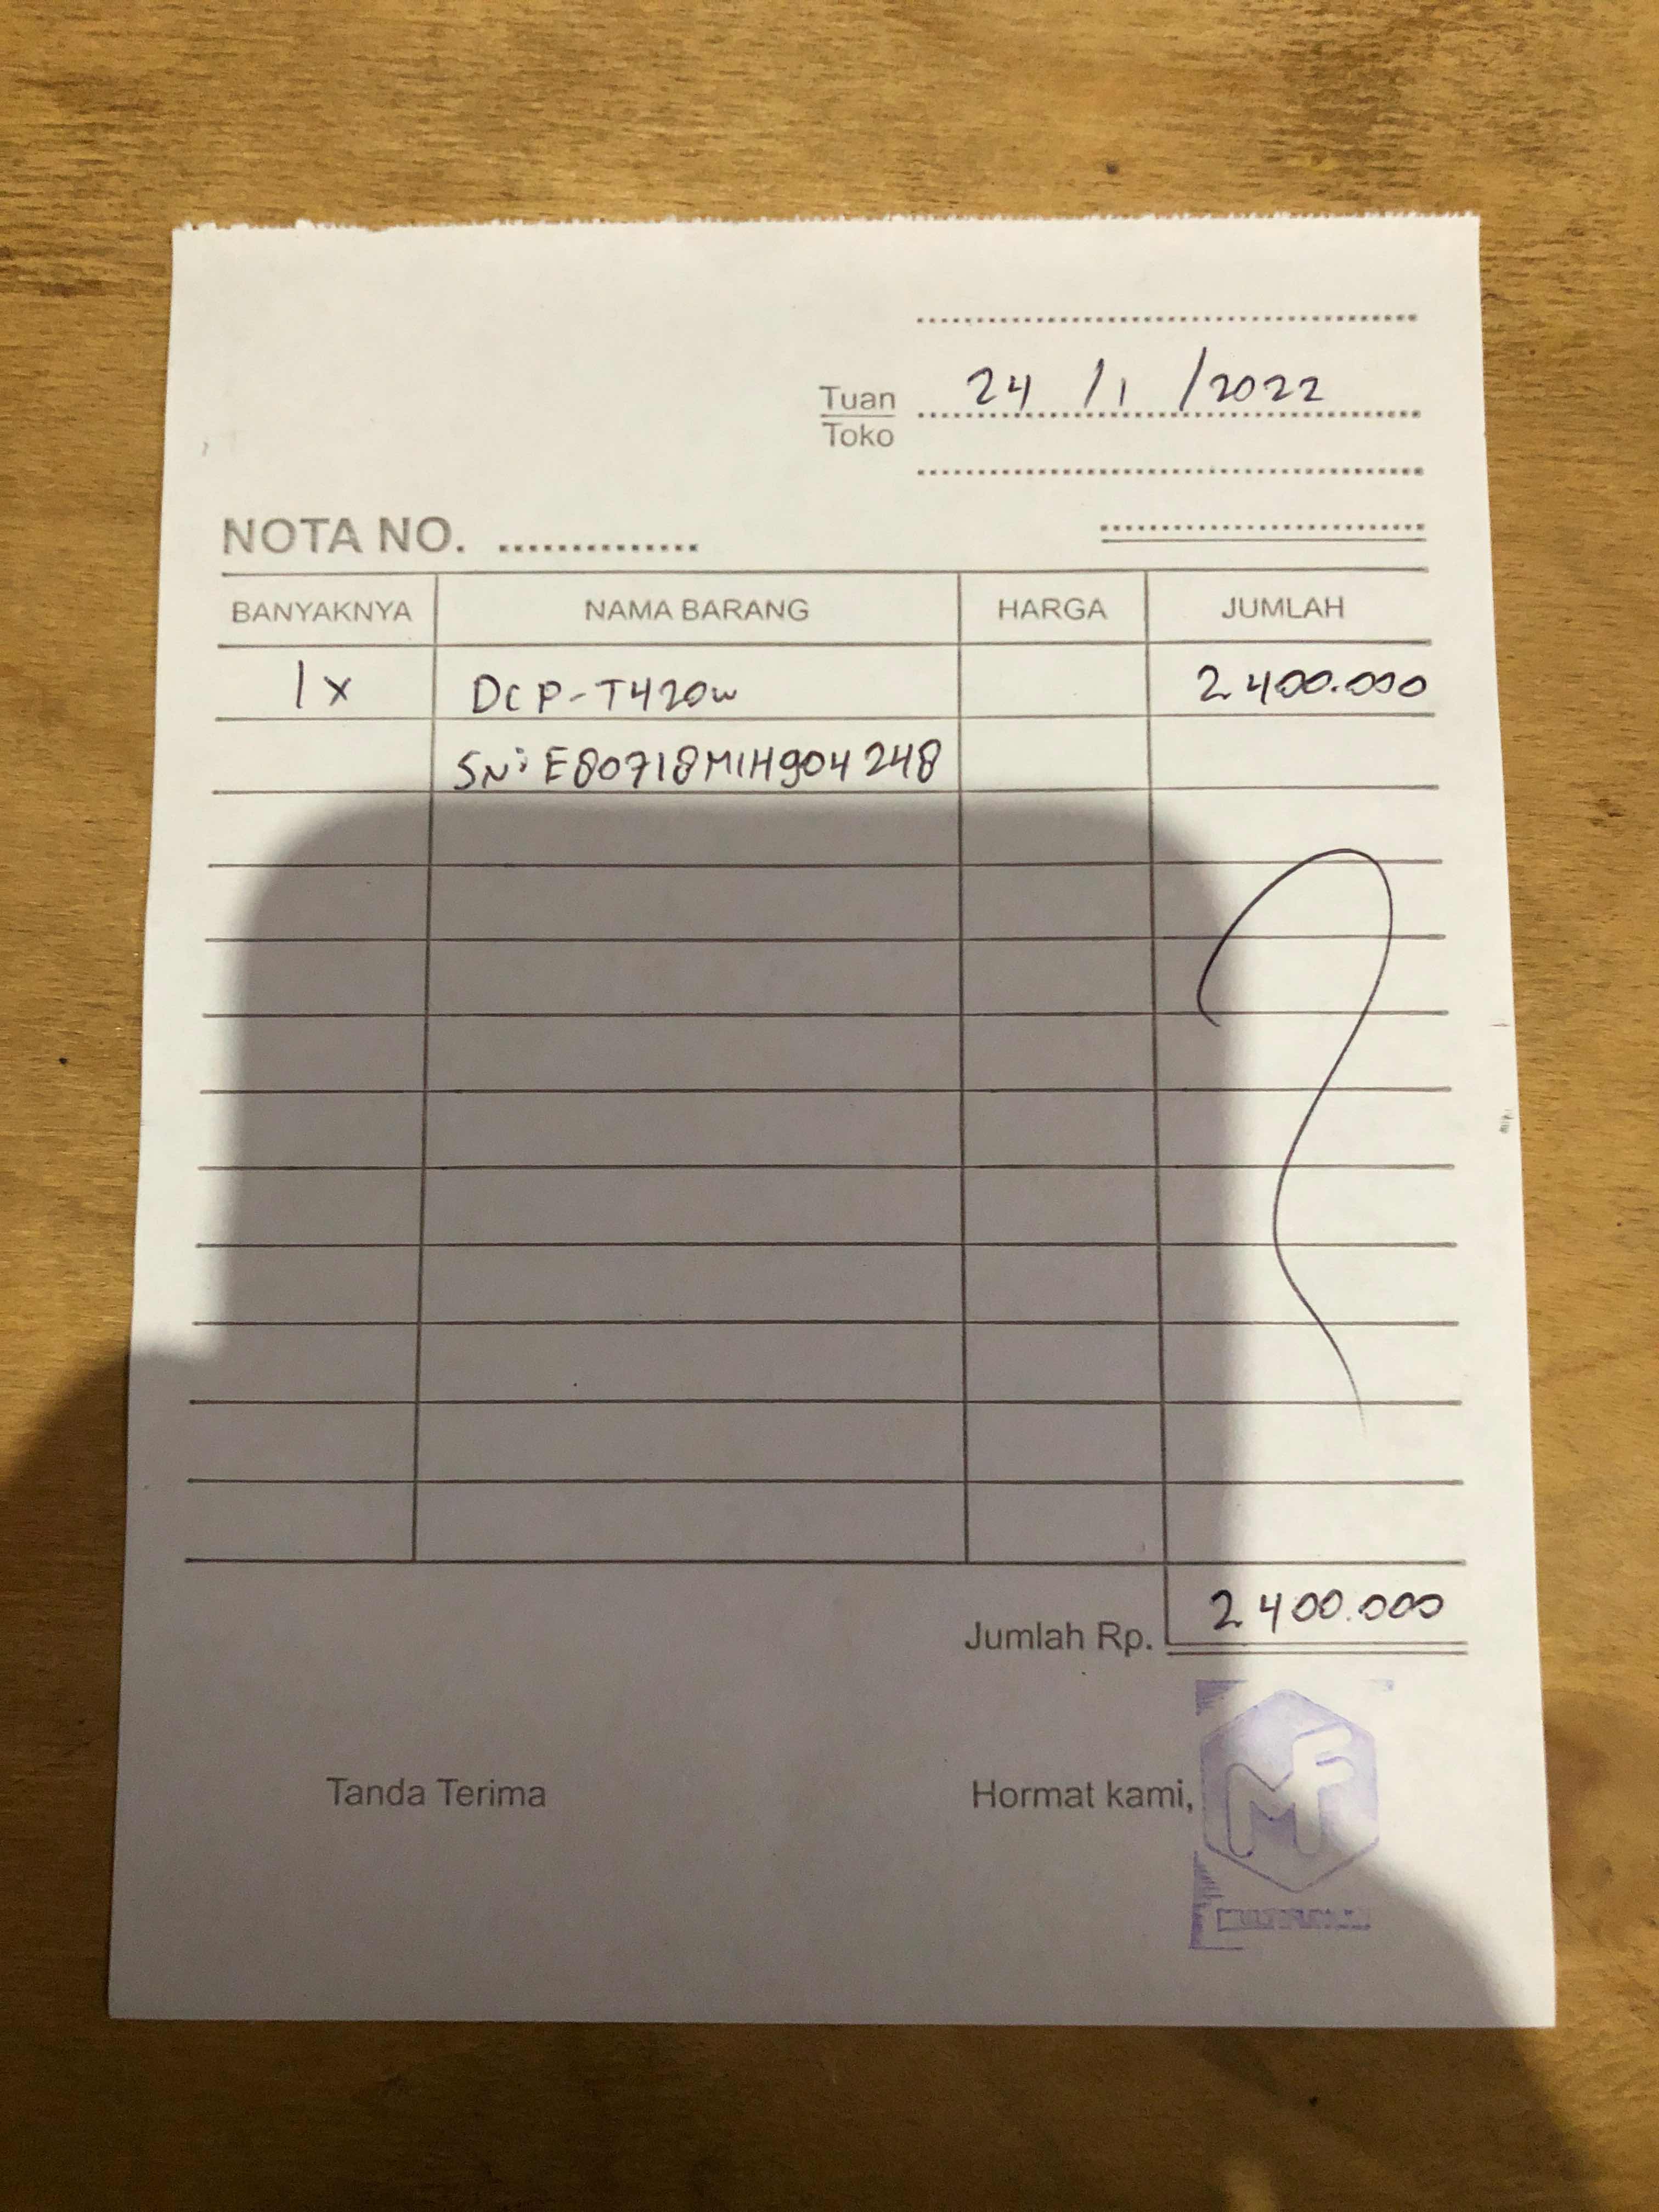 Tuan 24 / 1 / 2022
Toko
NOTA NO.
BANYAKNYA NAMA BARANG HARGA JUMLAH
1x DCP-T420w 2.400.000
SN: E80718M1H904248
Jumlah Rp. 2.400.000
Tanda Terima Hormat kami,
MF